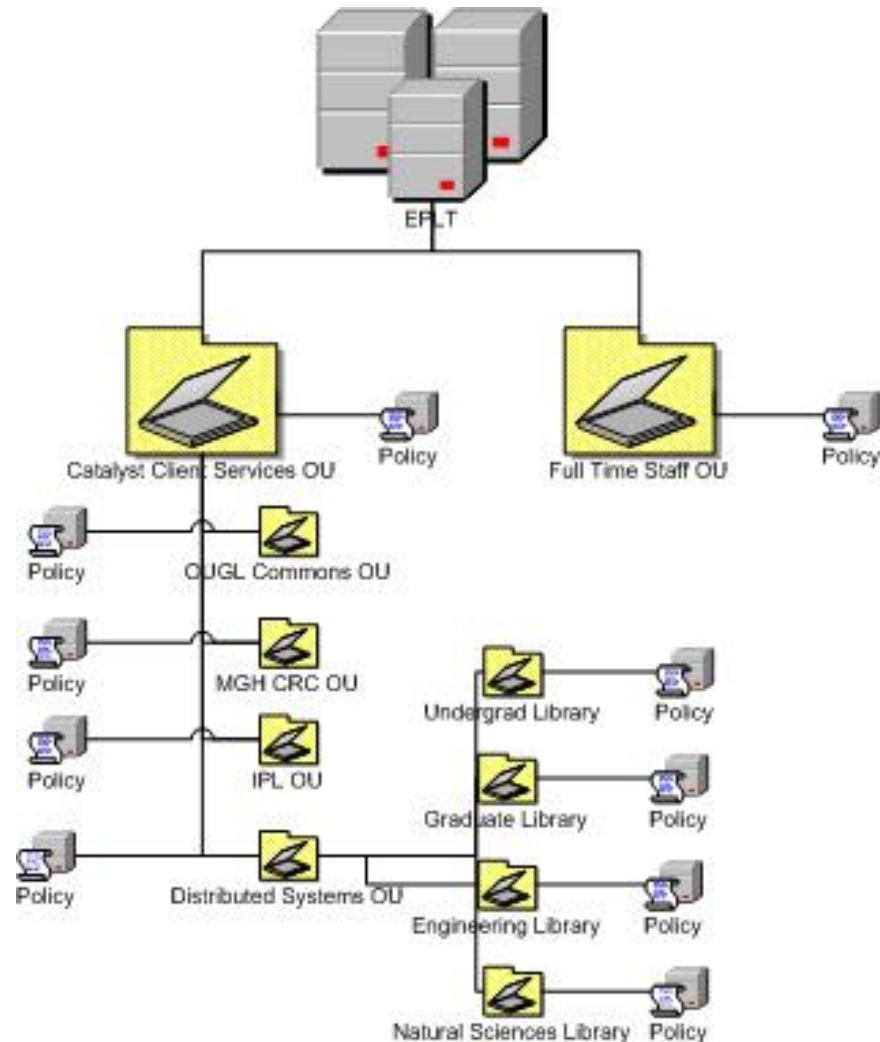 EPLT
Catalyst Client Services OU
Policy
Full Time Staff OU
Policy
Policy
OUGL Commons OU
Policy
MGH CRC OU
Undergrad Library
Policy
Policy
IPL OU
Graduate Library
Policy
Policy
Distributed Systems OU
Engineering Library
Policy
Natural Sciences Library
Policy